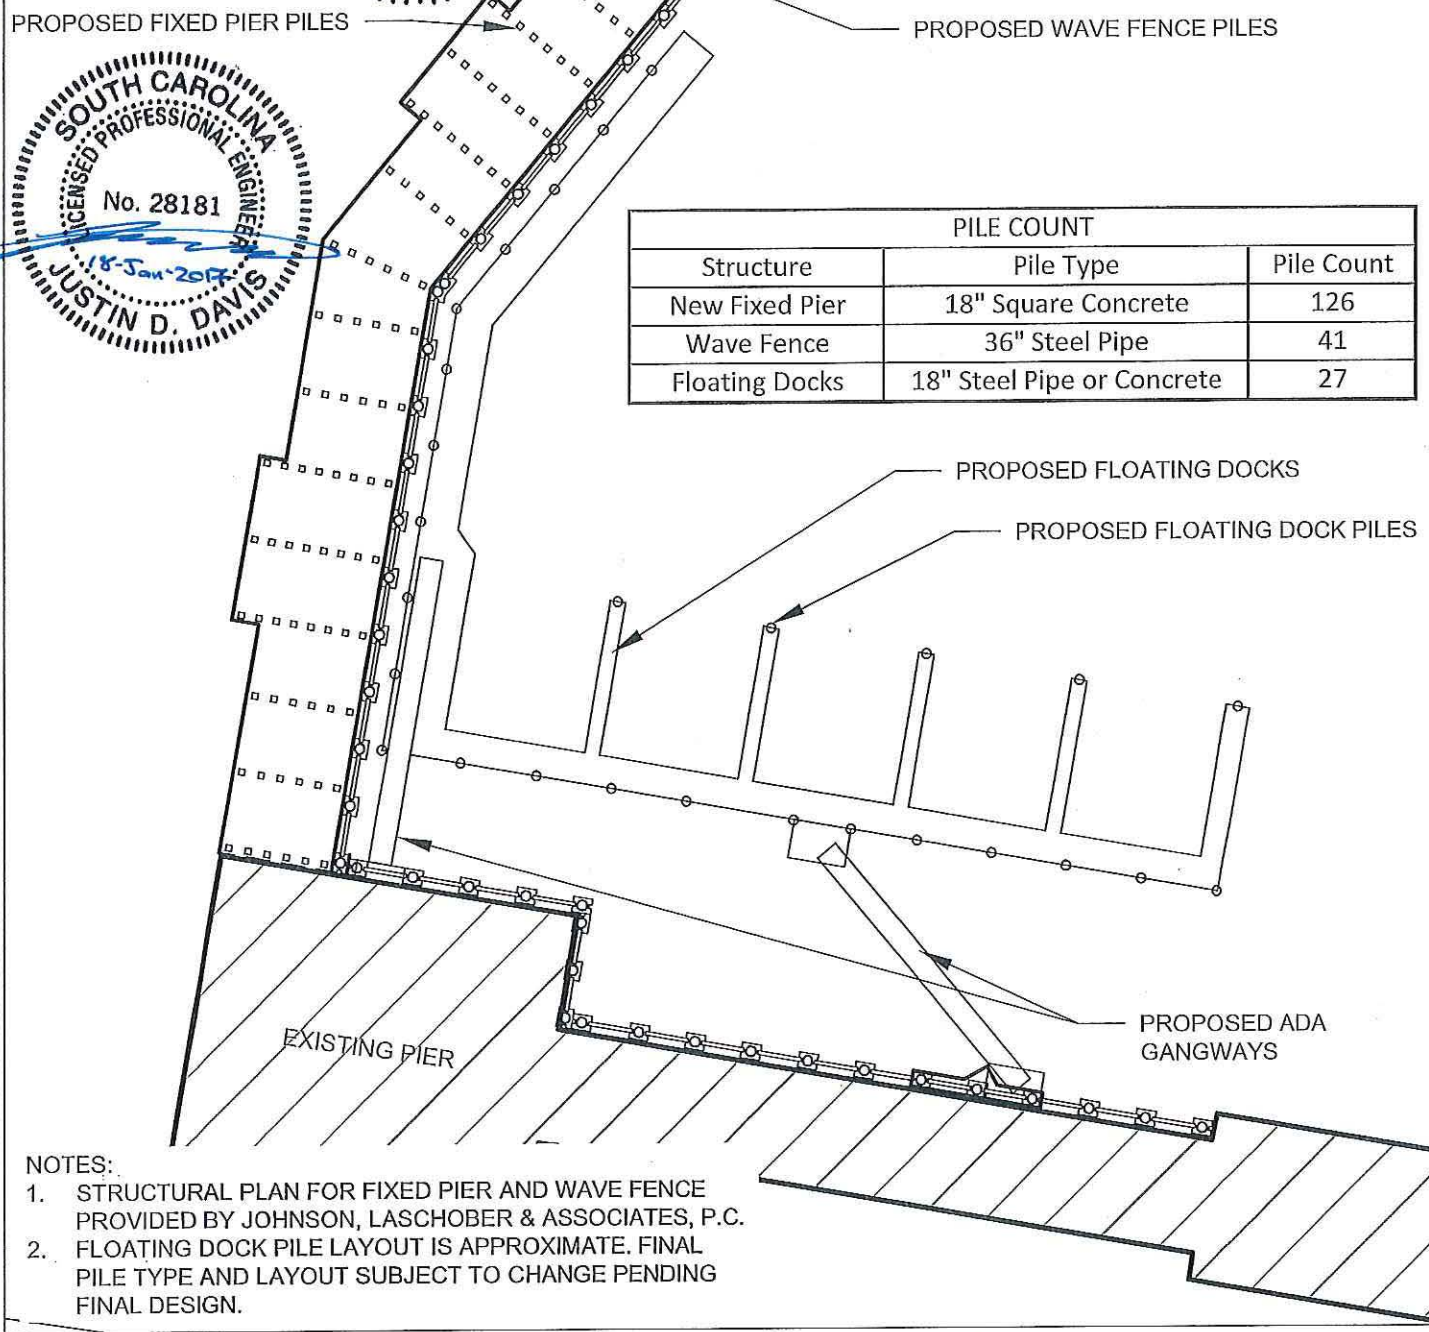 PROPOSED FIXED PIER PILES
PROPOSED WAVE FENCE PILES
SOUTH CAROLINA
LICENSED PROFESSIONAL ENGINEER
No. 28181
18-Jan-2017
JUSTIN D. DAVIS
PILE COUNT
Structure Pile Type Pile Count
New Fixed Pier 18" Square Concrete 126
Wave Fence 36" Steel Pipe 41
Floating Docks 18" Steel Pipe or Concrete 27
PROPOSED FLOATING DOCKS
PROPOSED FLOATING DOCK PILES
EXISTING PIER
PROPOSED ADA
GANGWAYS
NOTES:
1. STRUCTURAL PLAN FOR FIXED PIER AND WAVE FENCE
PROVIDED BY JOHNSON, LASCHOBER & ASSOCIATES, P.C.
2. FLOATING DOCK PILE LAYOUT IS APPROXIMATE. FINAL
PILE TYPE AND LAYOUT SUBJECT TO CHANGE PENDING
FINAL DESIGN.